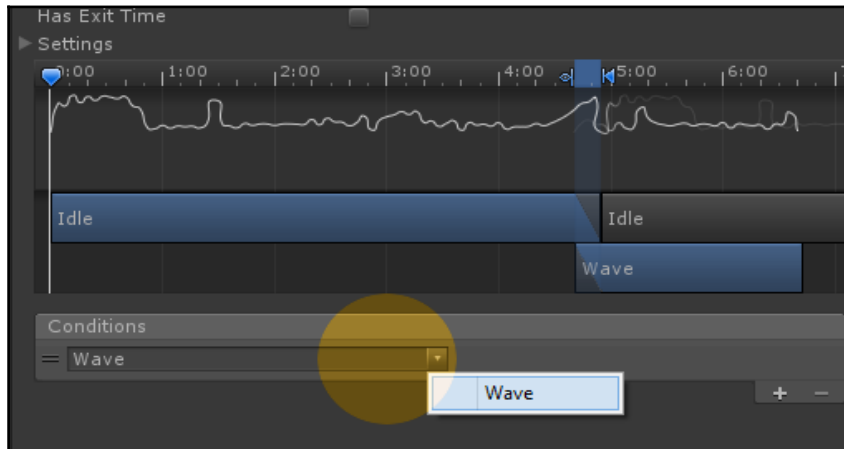 Has Exit Time
Settings
0:00 1:00 2:00 3:00 4:00 5:00 6:00
Idle Idle
Wave
Conditions
Wave
Wave